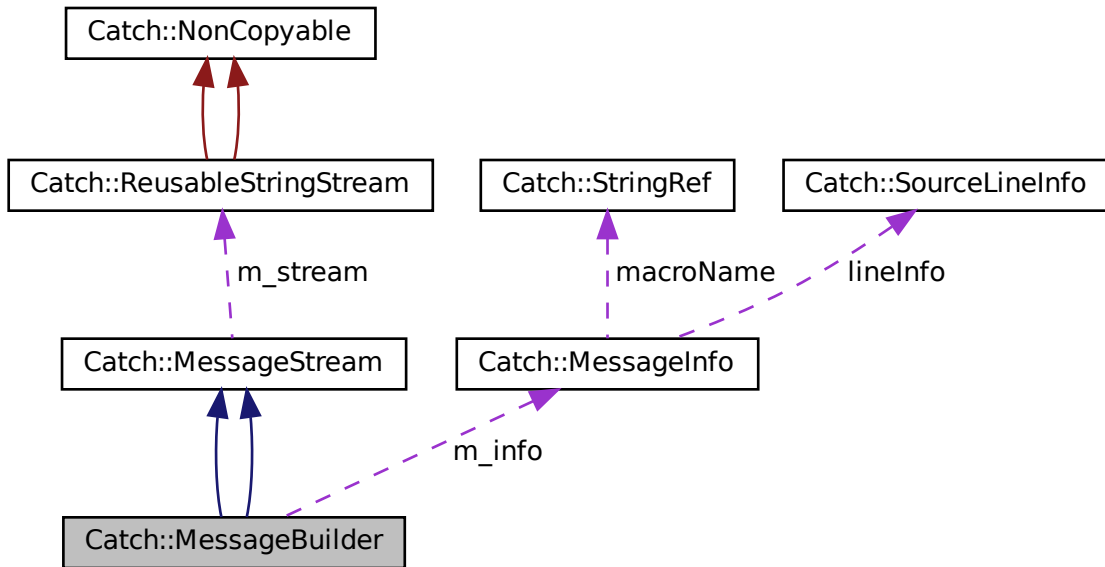 Catch::NonCopyable
Catch::ReusableStringStream
Catch::StringRef
Catch::SourceLineInfo
m_stream
macroName
lineInfo
Catch::MessageStream
Catch::MessageInfo
m_info
Catch::MessageBuilder